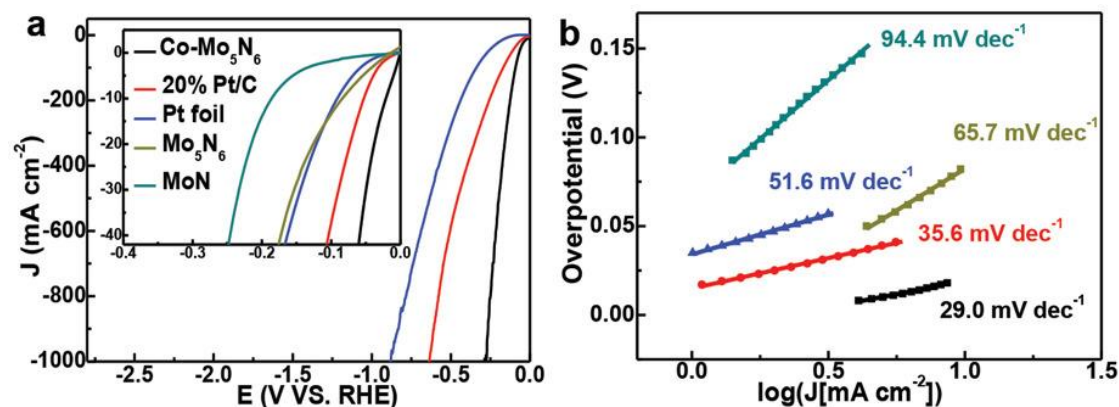 a
J (mA cm⁻²)
0
-200
-400
-600
-800
-1000
-2.5
-2.0
-1.5
-1.0
-0.5
0.0
E (V VS. RHE)
0
-10
-20
-30
-40
-0.4
-0.3
-0.2
-0.1
0.0
Co-Mo₅N₆
20% Pt/C
Pt foil
Mo₅N₆
MoN
b
Overpotential (V)
0.15
0.10
0.05
0.00
0.0
0.5
1.0
1.5
log(J[mA cm⁻²])
94.4 mV dec⁻¹
65.7 mV dec⁻¹
51.6 mV dec⁻¹
35.6 mV dec⁻¹
29.0 mV dec⁻¹